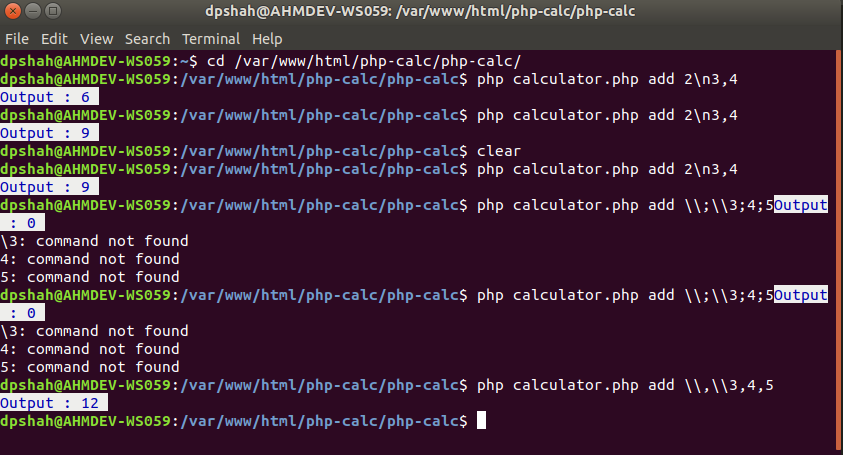 dpshah@AHMDEV-WS059: /var/www/html/php-calc/php-calc
File Edit View Search Terminal Help
dpshah@AHMDEV-WS059:~$ cd /var/www/html/php-calc/php-calc/
dpshah@AHMDEV-WS059:/var/www/html/php-calc/php-calc$ php calculator.php add 2\n3,4
Output : 6
dpshah@AHMDEV-WS059:/var/www/html/php-calc/php-calc$ php calculator.php add 2\n3,4
Output : 9
dpshah@AHMDEV-WS059:/var/www/html/php-calc/php-calc$ clear
dpshah@AHMDEV-WS059:/var/www/html/php-calc/php-calc$ php calculator.php add 2\n3,4
Output : 9
dpshah@AHMDEV-WS059:/var/www/html/php-calc/php-calc$ php calculator.php add \\;\\3;4;5Output
 : 0
\3: command not found
4: command not found
5: command not found
dpshah@AHMDEV-WS059:/var/www/html/php-calc/php-calc$ php calculator.php add \\;\\3;4;5Output
 : 0
\3: command not found
4: command not found
5: command not found
dpshah@AHMDEV-WS059:/var/www/html/php-calc/php-calc$ php calculator.php add \\,\\3,4,5
Output : 12
dpshah@AHMDEV-WS059:/var/www/html/php-calc/php-calc$